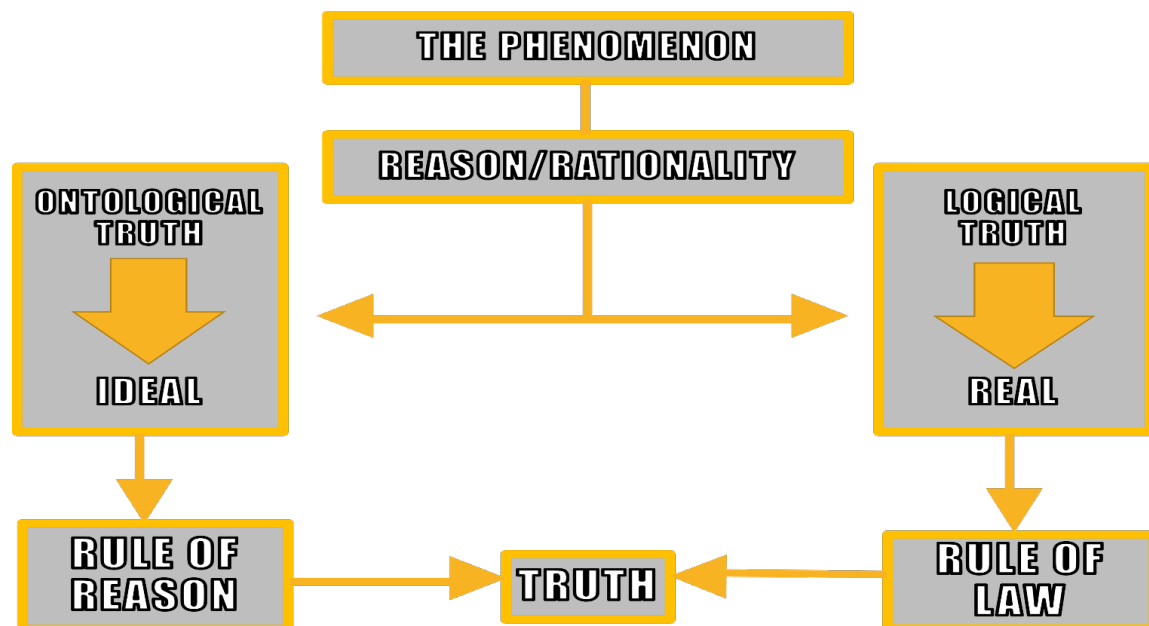 THE PHENOMENON
REASON/RATIONALITY
ONTOLOGICAL
TRUTH
IDEAL
LOGICAL
TRUTH
REAL
RULE OF
REASON
TRUTH
RULE OF
LAW